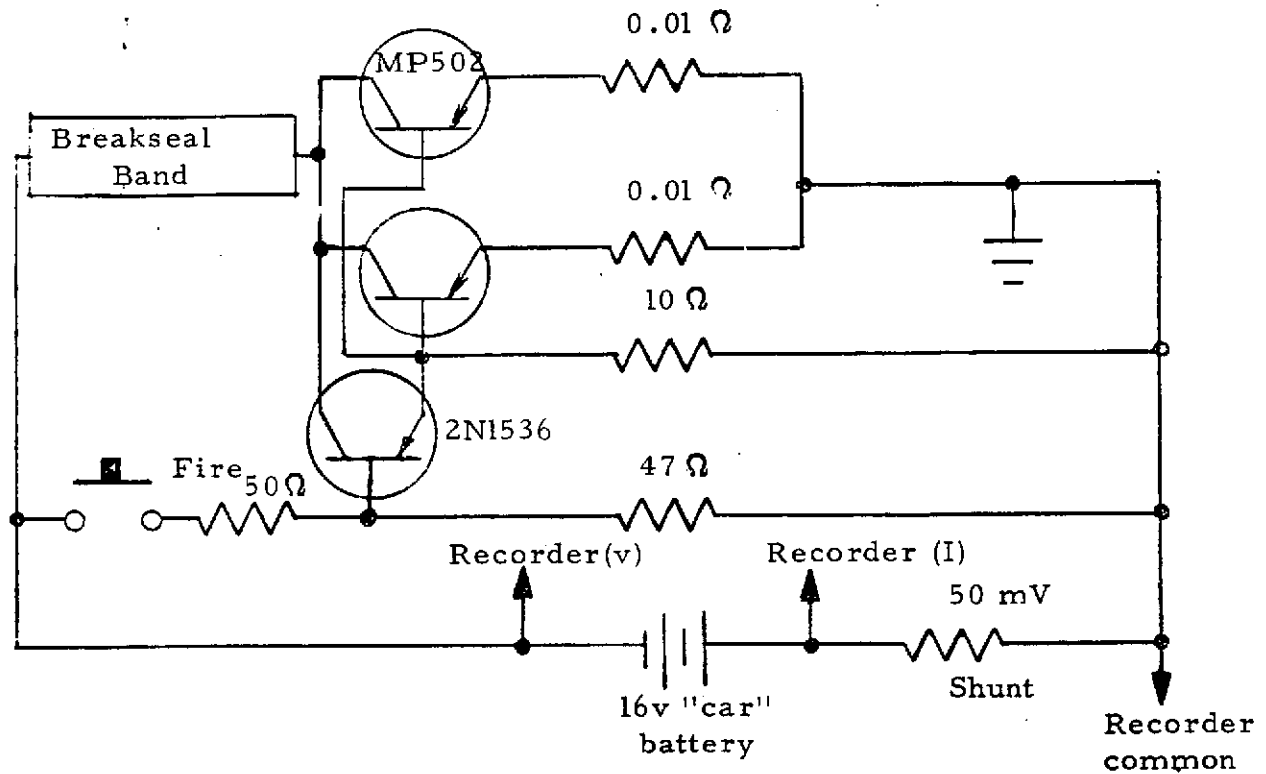 0.01 Ω
MP502
Breakseal
Band
0.01 Ω
10 Ω
2N1536
Fire
50Ω
47 Ω
Recorder(v)
Recorder (I)
50 mV
Shunt
16v "car"
battery
Recorder
common